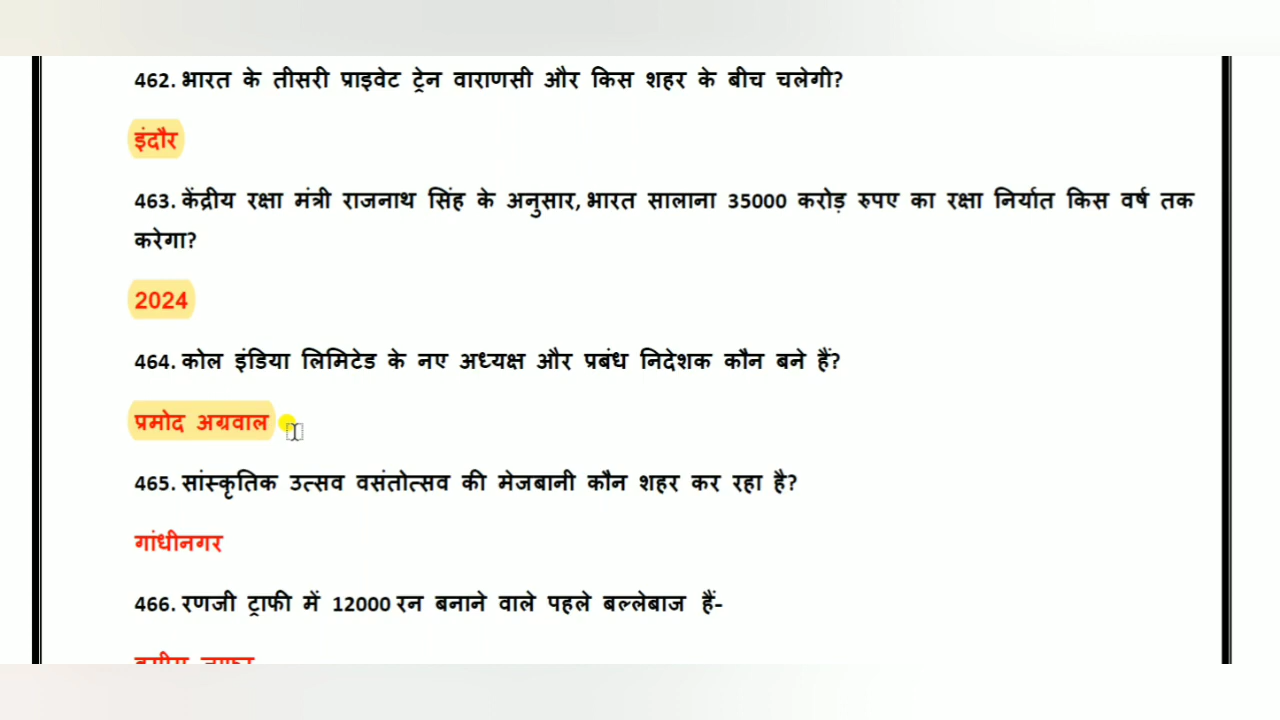 462. भारत के तीसरी प्राइवेट ट्रेन वाराणसी और किस शहर के बीच चलेगी?
इंदौर
463. केंद्रीय रक्षा मंत्री राजनाथ सिंह के अनुसार, भारत सालाना 35000 करोड़ रुपए का रक्षा निर्यात किस वर्ष तक
करेगा?
2024
464. कोल इंडिया लिमिटेड के नए अध्यक्ष और प्रबंध निदेशक कौन बने हैं?
प्रमोद अग्रवाल
465. सांस्कृतिक उत्सव वसंतोत्सव की मेजबानी कौन शहर कर रहा है?
गांधीनगर
466. रणजी ट्राफी में 12000 रन बनाने वाले पहले बल्लेबाज हैं-